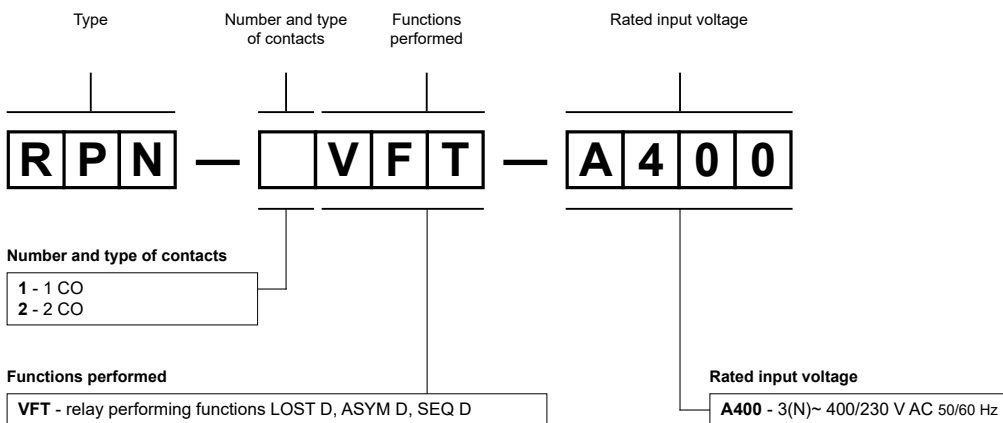 Type
Number and type
of contacts
Functions
performed
Rated input voltage
R P N — V F T — A 4 0 0
Number and type of contacts
1 - 1 CO
2 - 2 CO
Functions performed
VFT - relay performing functions LOST D, ASYM D, SEQ D
Rated input voltage
A400 - 3(N)~ 400/230 V AC 50/60 Hz